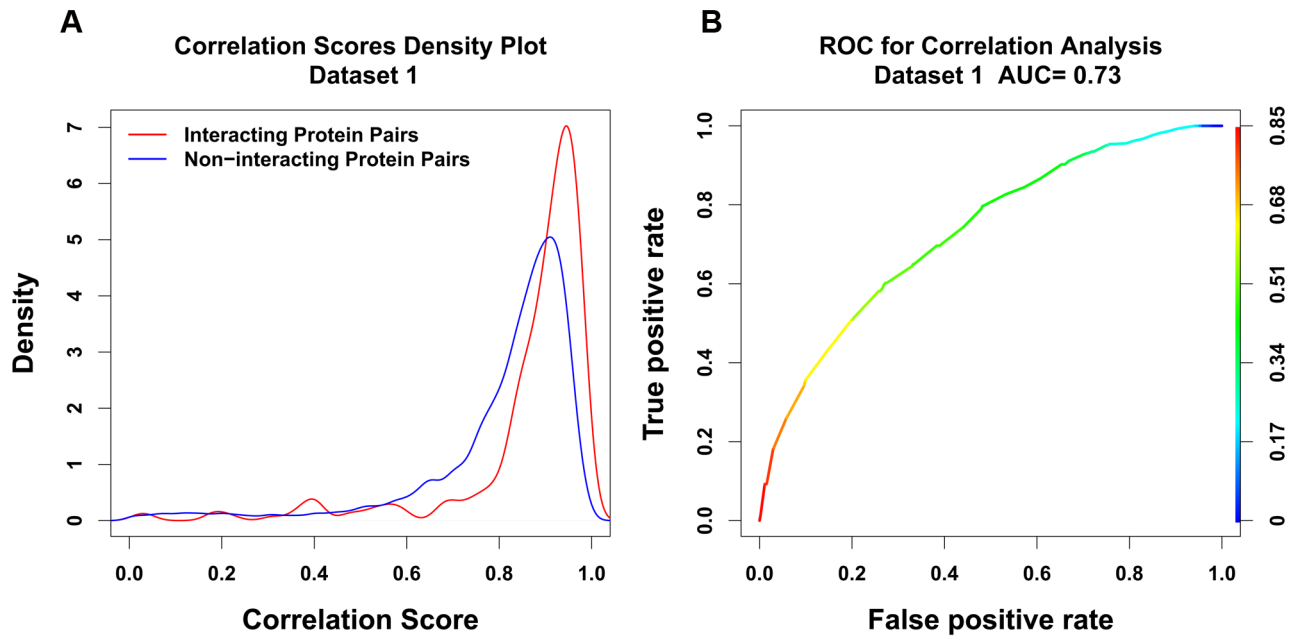 A
Correlation Scores Density Plot
Dataset 1
Interacting Protein Pairs
Non−interacting Protein Pairs
Density
7
6
5
4
3
2
1
0
0.0 0.2 0.4 0.6 0.8 1.0
Correlation Score
B
ROC for Correlation Analysis
Dataset 1 AUC= 0.73
True positive rate
1.0
0.8
0.6
0.4
0.2
0.0
0.85
0.68
0.51
0.34
0.17
0
0.0 0.2 0.4 0.6 0.8 1.0
False positive rate